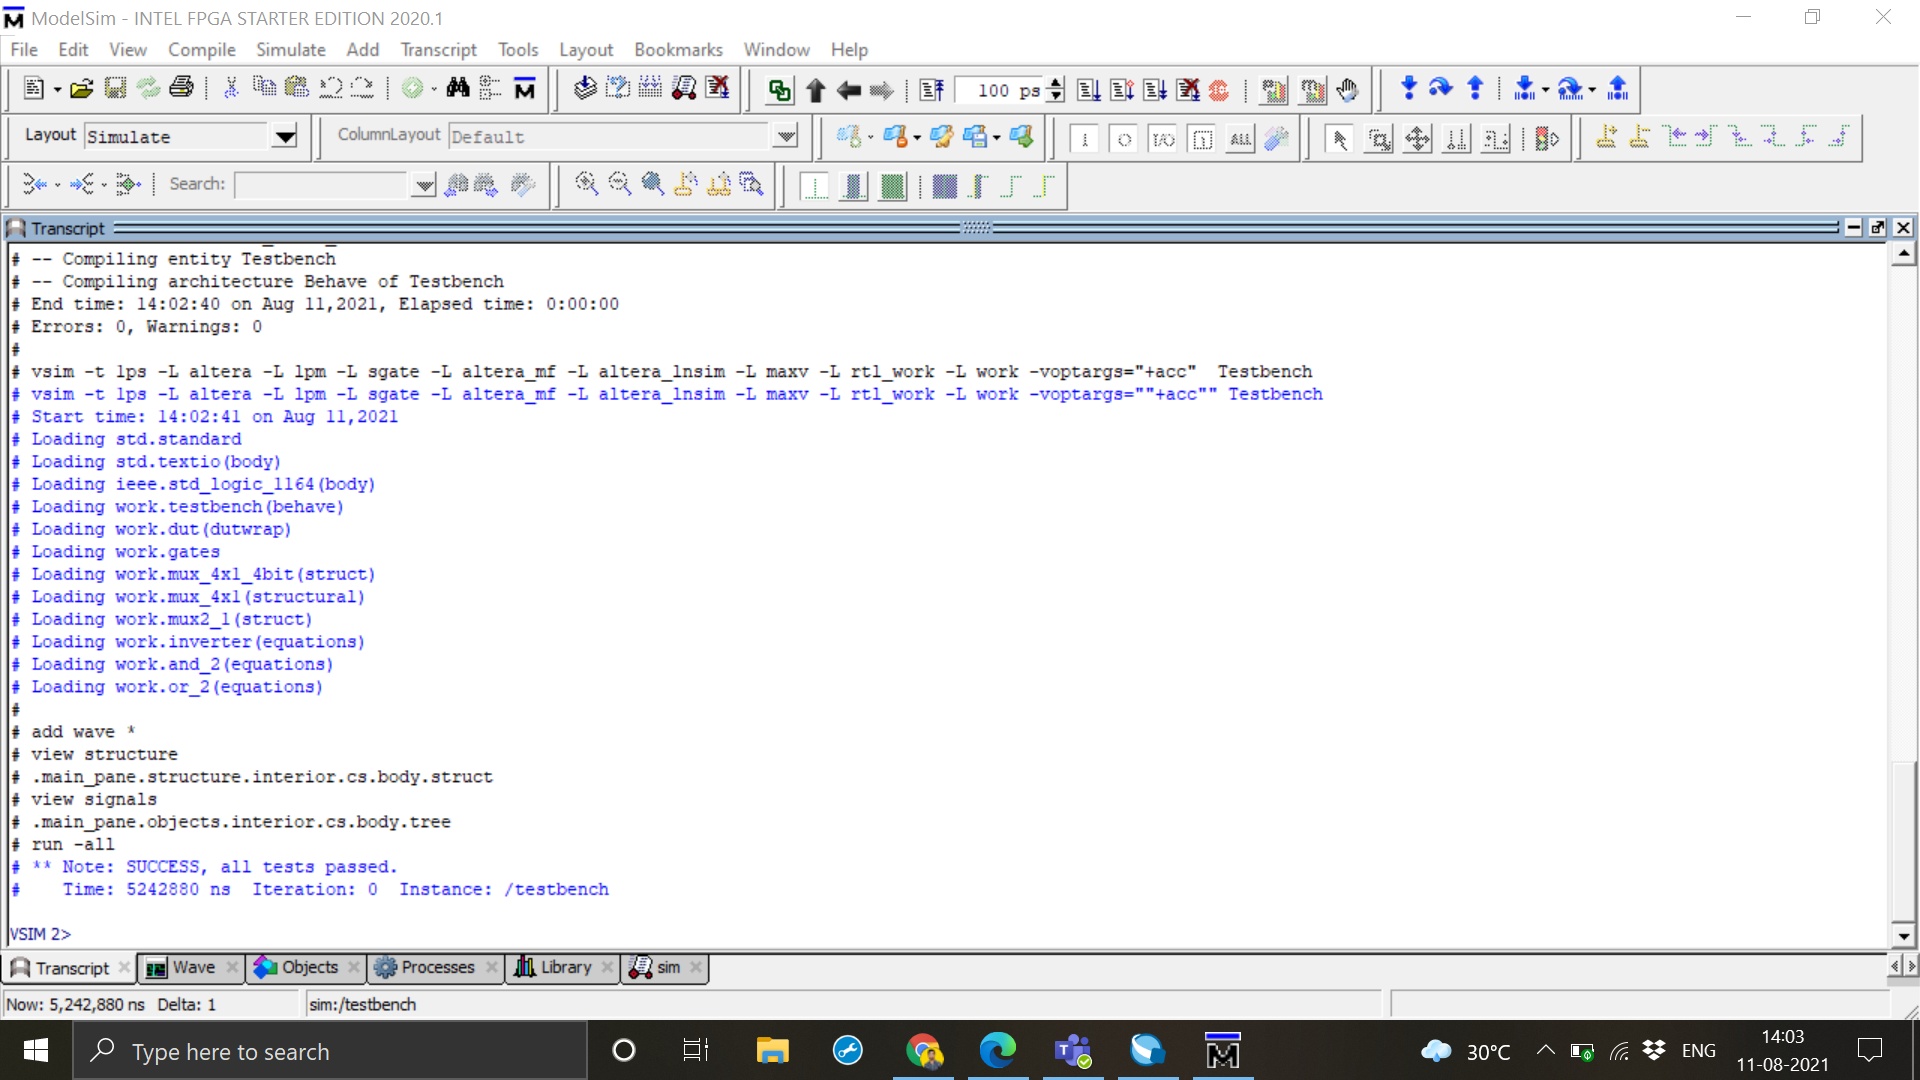 ModelSim - INTEL FPGA STARTER EDITION 2020.1
File Edit View Compile Simulate Add Transcript Tools Layout Bookmarks Window Help
100 ps
Layout Simulate ColumnLayout Default
ALL
Search:
Transcript
# -- Compiling entity Testbench
# -- Compiling architecture Behave of Testbench
# End time: 14:02:40 on Aug 11,2021, Elapsed time: 0:00:00
# Errors: 0, Warnings: 0
#
# vsim -t 1ps -L altera -L lpm -L sgate -L altera_mf -L altera_lnsim -L maxv -L rtl_work -L work -voptargs="+acc"  Testbench
# vsim -t 1ps -L altera -L lpm -L sgate -L altera_mf -L altera_lnsim -L maxv -L rtl_work -L work -voptargs=""+acc"" Testbench
# Start time: 14:02:41 on Aug 11,2021
# Loading std.standard
# Loading std.textio(body)
# Loading ieee.std_logic_1164(body)
# Loading work.testbench(behave)
# Loading work.dut(dutwrap)
# Loading work.gates
# Loading work.mux_4x1_4bit(struct)
# Loading work.mux_4x1(structural)
# Loading work.mux2_1(struct)
# Loading work.inverter(equations)
# Loading work.and_2(equations)
# Loading work.or_2(equations)
#
# add wave *
# view structure
# .main_pane.structure.interior.cs.body.struct
# view signals
# .main_pane.objects.interior.cs.body.tree
# run -all
# ** Note: SUCCESS, all tests passed.
#    Time: 5242880 ns  Iteration: 0  Instance: /testbench
VSIM 2>
Transcript Wave Objects Processes Library sim
Now: 5,242,880 ns Delta: 1 sim:/testbench
Type here to search 30°C ENG 14:03
11-08-2021